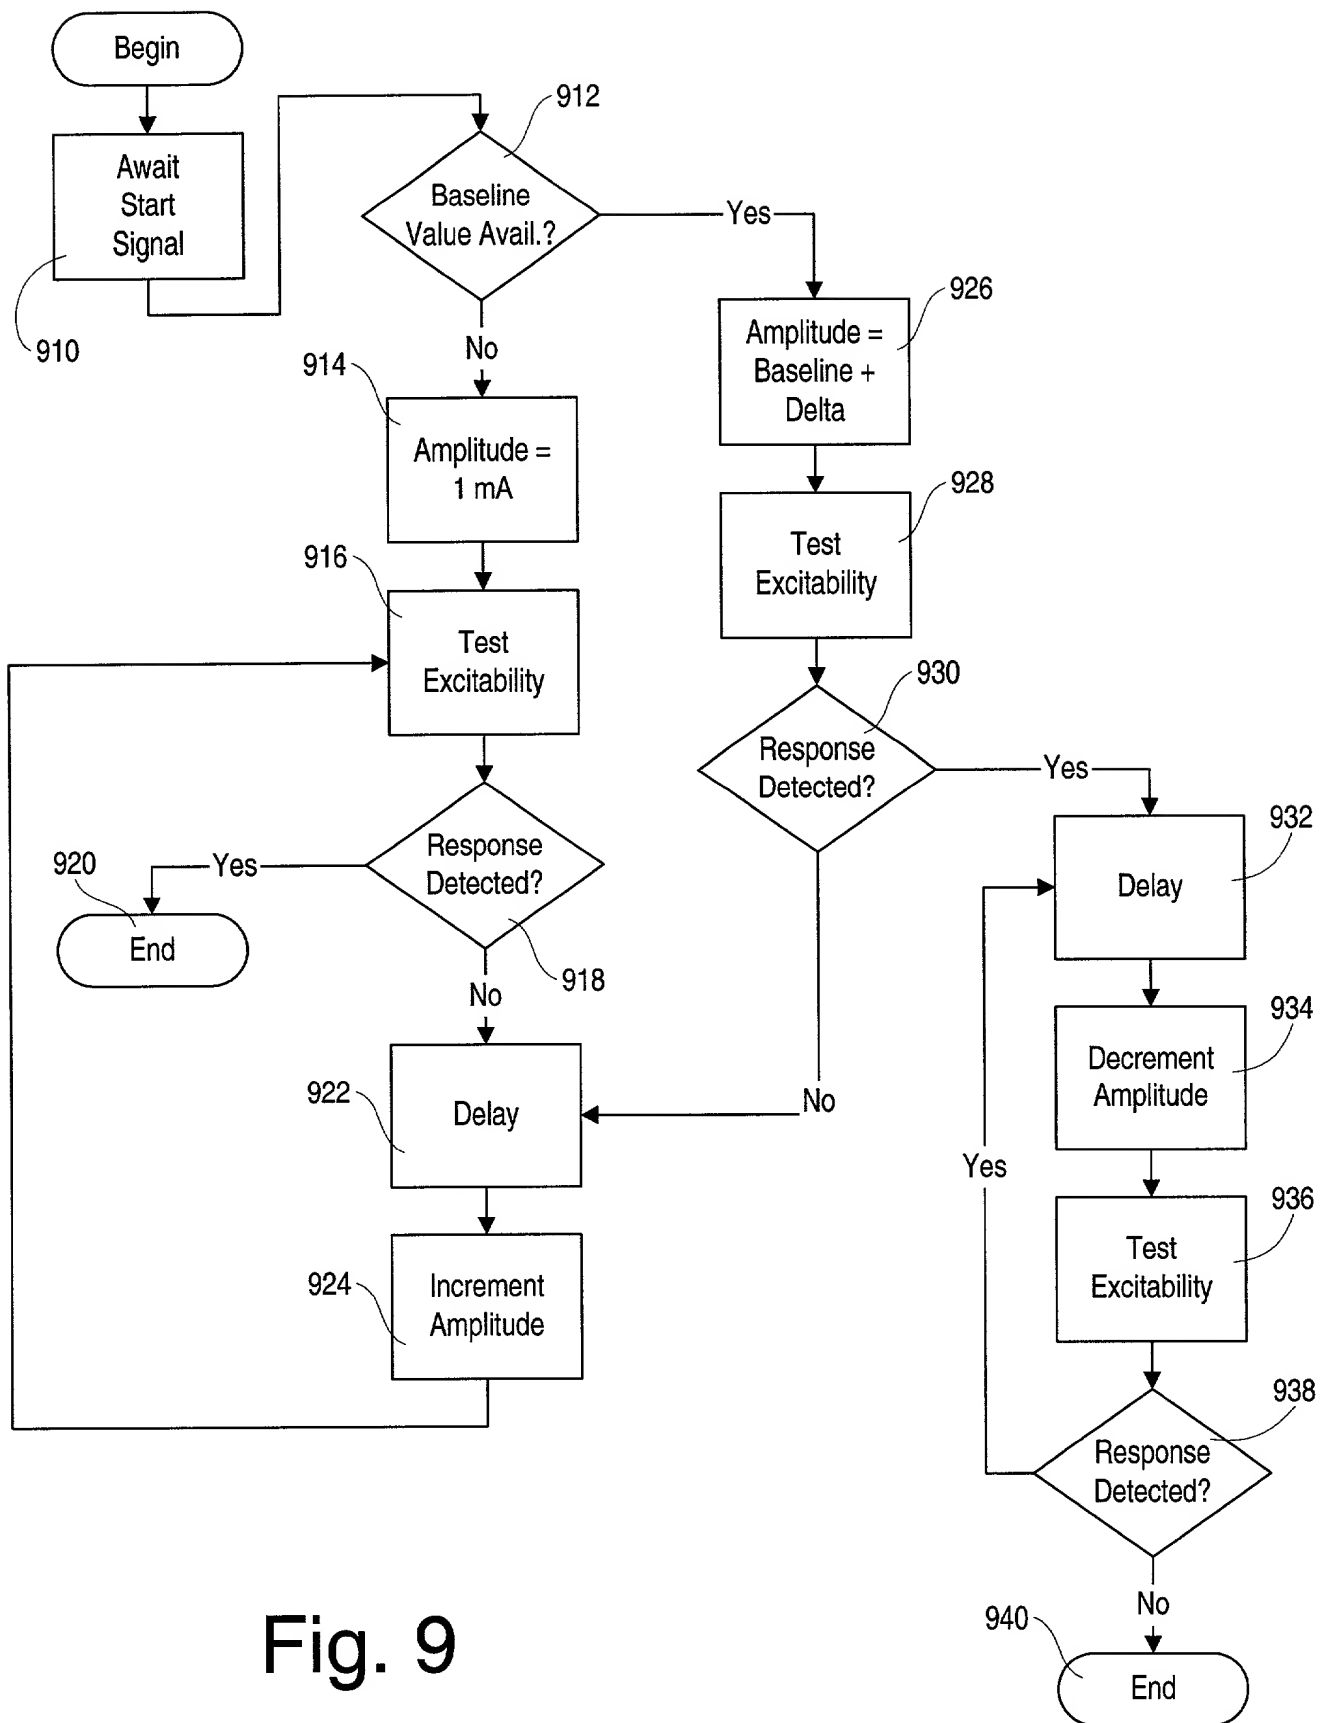 Begin
Await
Start
Signal
910
912
Baseline
Value Avail.?
Yes
No
914
Amplitude =
1 mA
916
Test
Excitability
Response
Detected?
918
Yes
920
End
No
922
Delay
924
Increment
Amplitude
926
Amplitude =
Baseline +
Delta
928
Test
Excitability
930
Response
Detected?
Yes
No
932
Delay
934
Decrement
Amplitude
936
Test
Excitability
938
Response
Detected?
Yes
No
940
End
Fig. 9